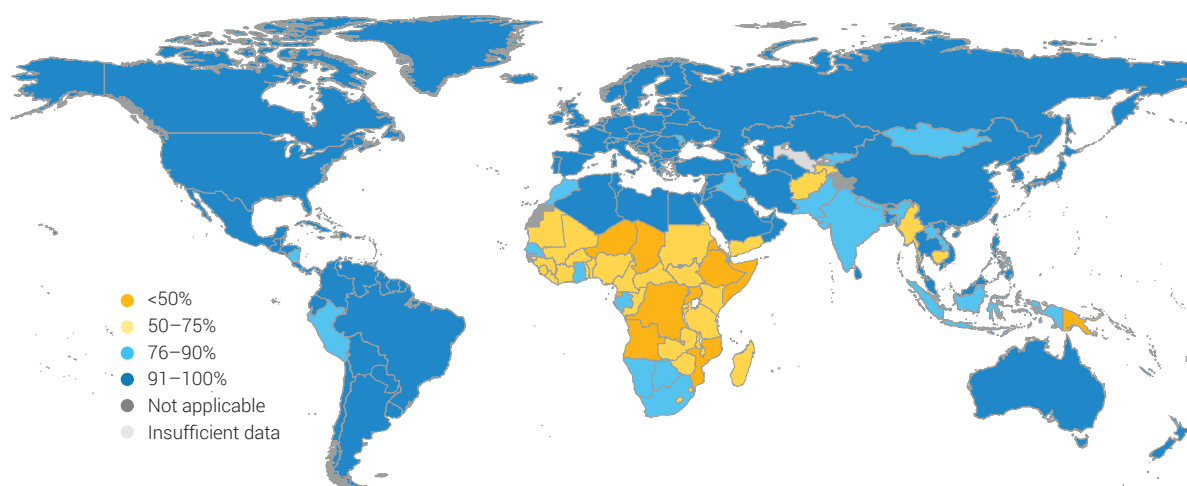 <50%
50–75%
76–90%
91–100%
Not applicable
Insufficient data